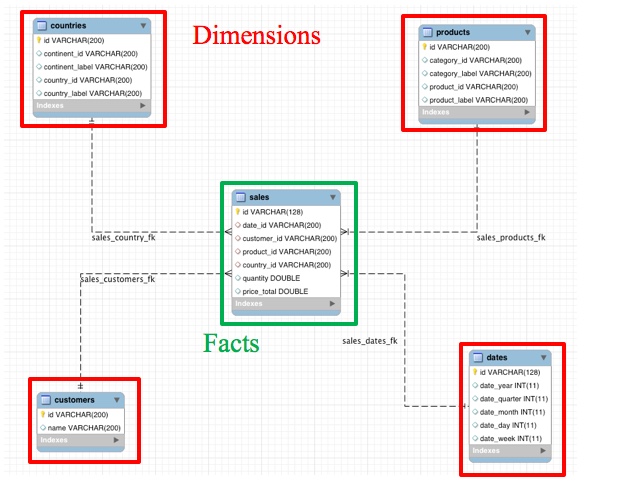 countries
id VARCHAR(200)
continent_id VARCHAR(200)
continent_label VARCHAR(200)
country_id VARCHAR(200)
country_label VARCHAR(200)
Indexes
Dimensions
products
id VARCHAR(200)
category_id VARCHAR(200)
category_label VARCHAR(200)
product_id VARCHAR(200)
product_label VARCHAR(200)
Indexes
sales
id VARCHAR(128)
date_id VARCHAR(200)
customer_id VARCHAR(200)
product_id VARCHAR(200)
country_id VARCHAR(200)
quantity DOUBLE
price_total DOUBLE
Indexes
sales_country_fk
sales_products_fk
sales_customers_fk
Facts
sales_dates_fk
customers
id VARCHAR(200)
name VARCHAR(200)
Indexes
dates
id VARCHAR(128)
date_year INT(11)
date_quarter INT(11)
date_month INT(11)
date_day INT(11)
date_week INT(11)
Indexes